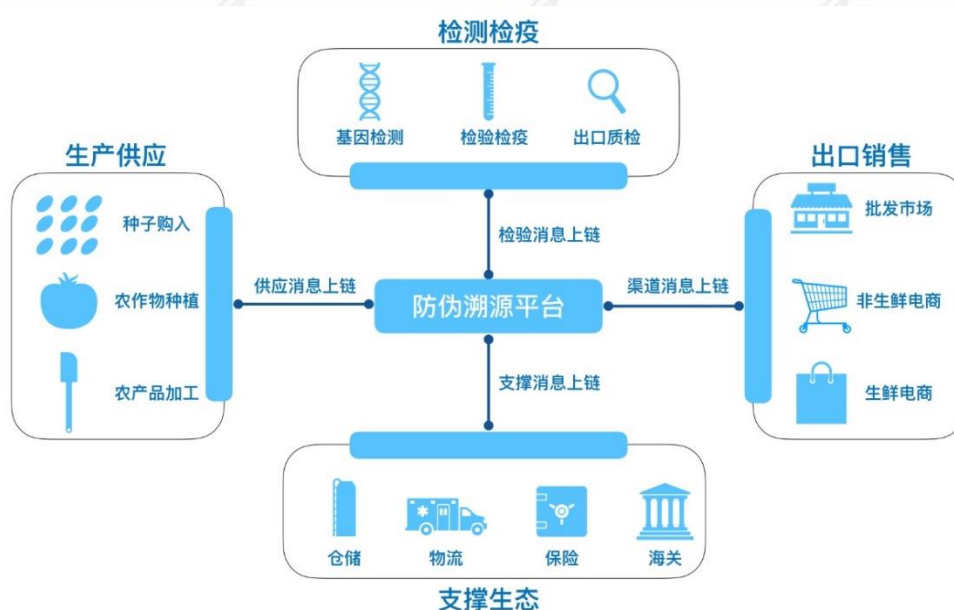 检测检疫
基因检测
检验检疫
出口质检
生产供应
种子购入
农作物种植
农产品加工
检验消息上链
供应消息上链
防伪溯源平台
渠道消息上链
支撑消息上链
出口销售
批发市场
非生鲜电商
生鲜电商
仓储
物流
保险
海关
支撑生态